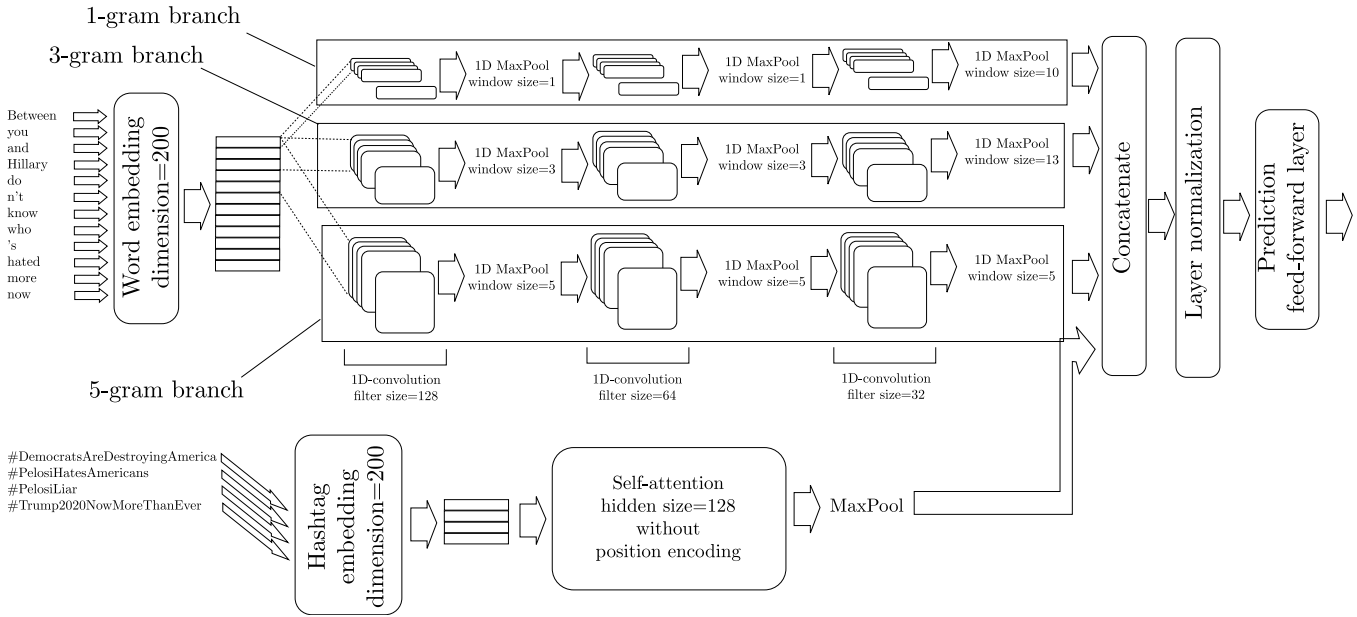 1-gram branch
3-gram branch
Between
you
and
Hillary
do
n't
know
who
's
hated
more
now
Word embedding
dimension=200
1D MaxPool
window size=1
1D MaxPool
window size=1
1D MaxPool
window size=10
1D MaxPool
window size=3
1D MaxPool
window size=3
1D MaxPool
window size=13
1D MaxPool
window size=5
1D MaxPool
window size=5
1D MaxPool
window size=5
Concatenate
Layer normalization
Prediction
feed-forward layer
5-gram branch
1D-convolution
filter size=128
1D-convolution
filter size=64
1D-convolution
filter size=32
#DemocratsAreDestroyingAmerica
#PelosiHatesAmericans
#PelosiLiar
#Trump2020NowMoreThanEver
Hashtag
embedding
dimension=200
Self-attention
hidden size=128
without
position encoding
MaxPool